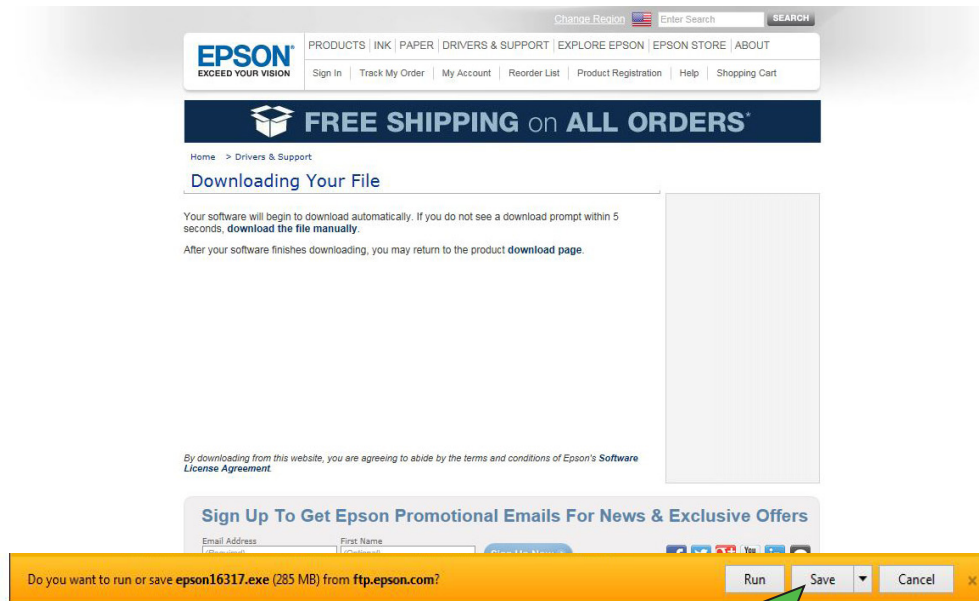 Change Region Enter Search SEARCH
EPSON®
EXCEED YOUR VISION
PRODUCTS | INK | PAPER | DRIVERS & SUPPORT | EXPLORE EPSON | EPSON STORE | ABOUT
Sign In | Track My Order | My Account | Reorder List | Product Registration | Help | Shopping Cart
FREE SHIPPING on ALL ORDERS*
Home > Drivers & Support
Downloading Your File
Your software will begin to download automatically. If you do not see a download prompt within 5
seconds, download the file manually.
After your software finishes downloading, you may return to the product download page.
By downloading from this website, you are agreeing to abide by the terms and conditions of Epson's Software
License Agreement.
Sign Up To Get Epson Promotional Emails For News & Exclusive Offers
Email Address First Name
(Required) (Optional) Sign Up Now You
Do you want to run or save epson16317.exe (285 MB) from ftp.epson.com? Run Save Cancel ×